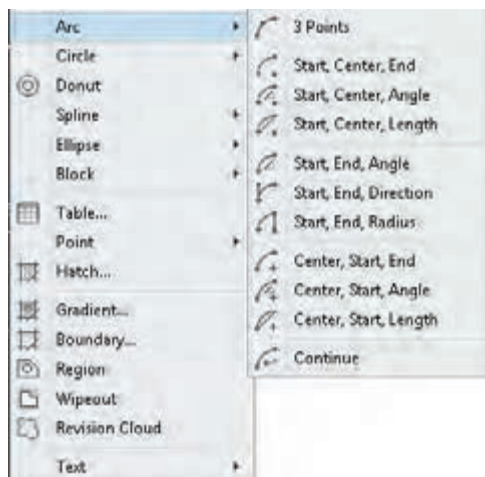 Arc
Circle
Donut
Spline
Ellipse
Block
Table...
Point
Hatch...
Gradient...
Boundary...
Region
Wipeout
Revision Cloud
Text
3 Points
Start, Center, End
Start, Center, Angle
Start, Center, Length
Start, End, Angle
Start, End, Direction
Start, End, Radius
Center, Start, End
Center, Start, Angle
Center, Start, Length
Continue